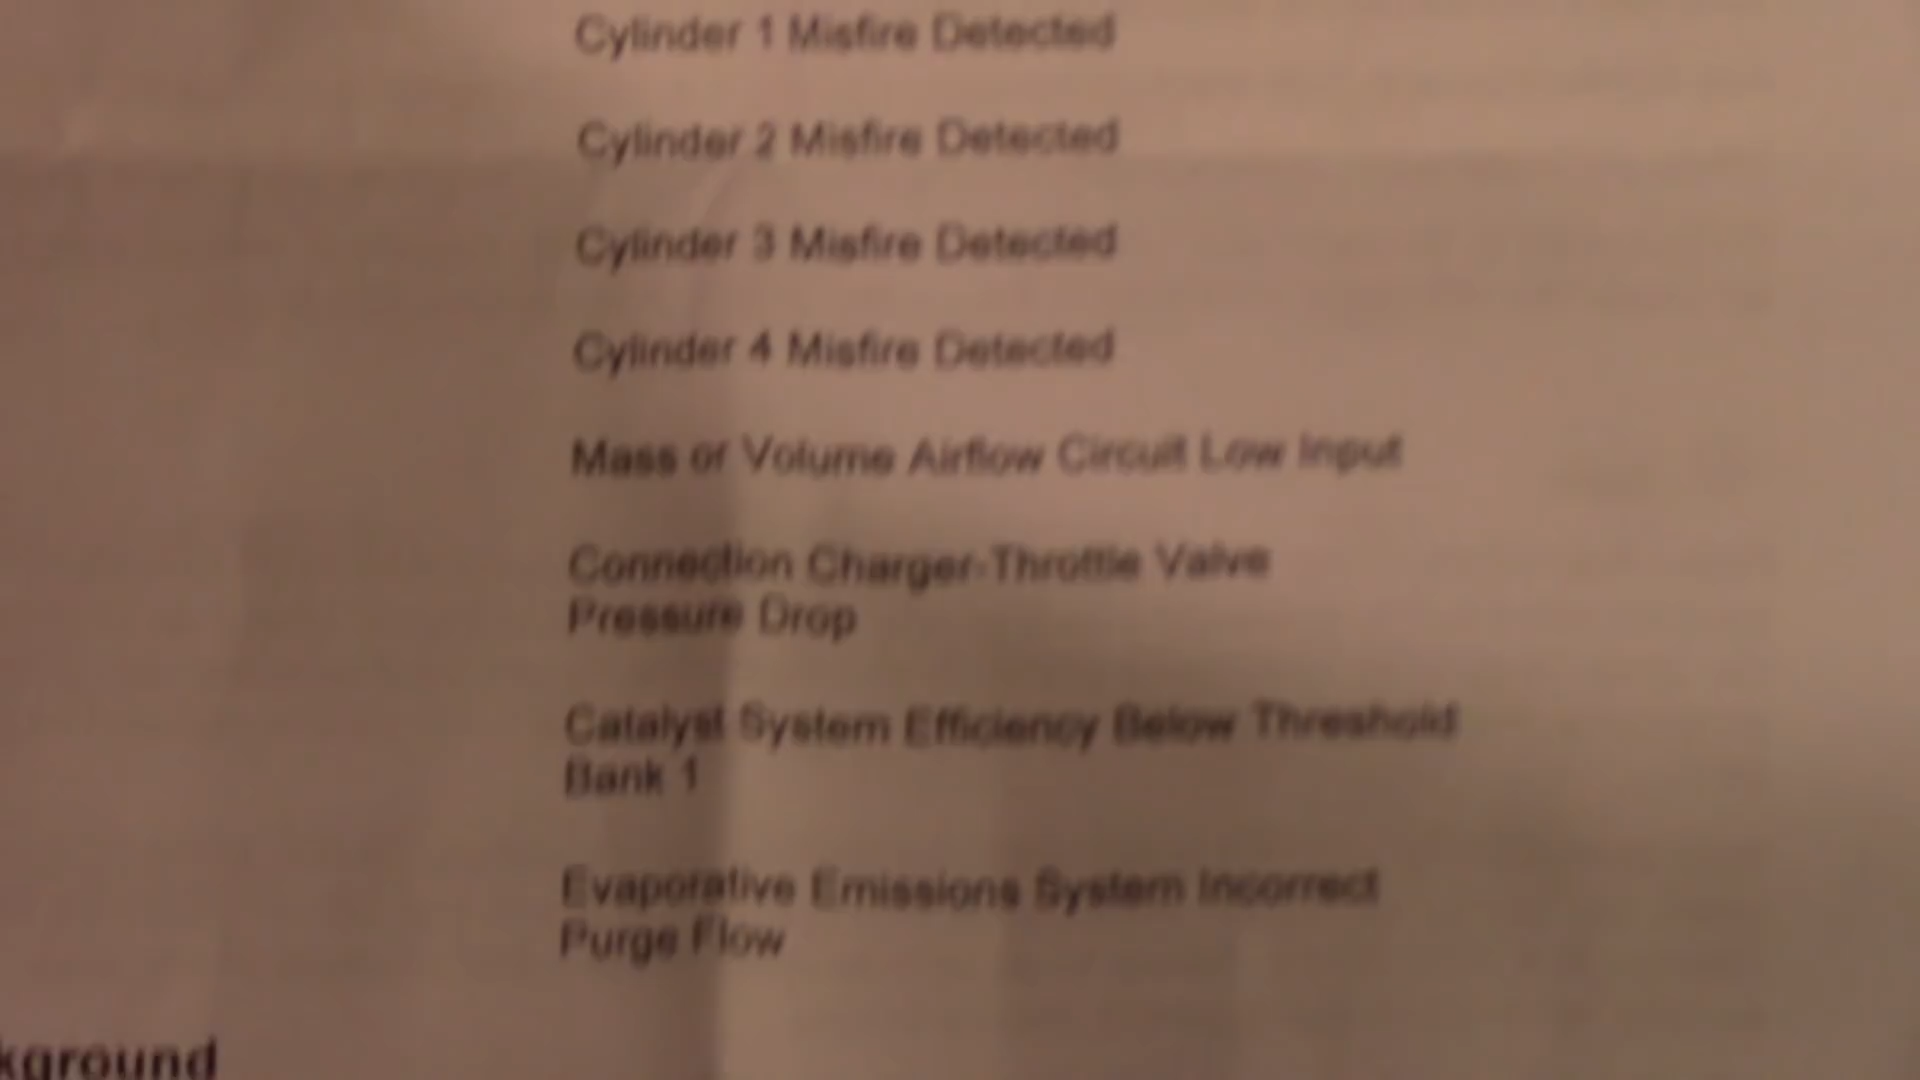 Cylinder 1 Misfire Detected
Cylinder 2 Misfire Detected
Cylinder 3 Misfire Detected
Cylinder 4 Misfire Detected
Mass or Volume Airflow Circuit Low Input
Connection Charger-Throttle Valve
Pressure Drop
Catalyst System Efficiency Below Threshold
Bank 1
Evaporative Emissions System Incorrect
Purge Flow
kground